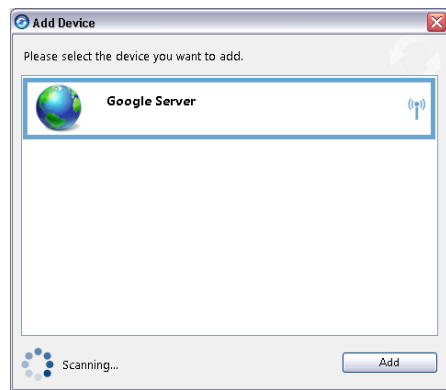 Add Device
Please select the device you want to add.
Google Server
Scanning...
Add